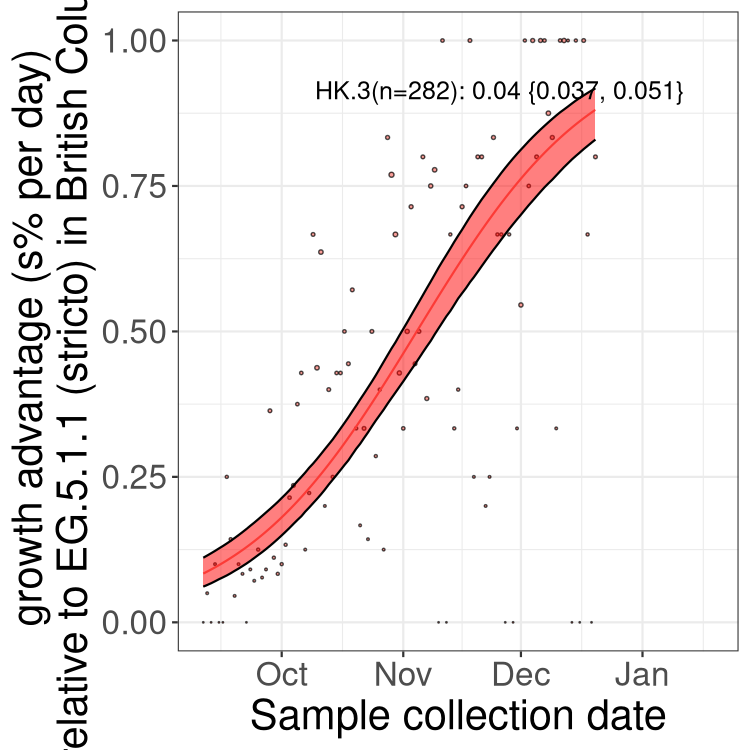 growth advantage (s% per day)
relative to EG.5.1.1 (stricto) in British
1.00
0.75
0.50
0.25
0.00
HK.3(n=282): 0.04 {0.037, 0.051}
Oct Nov Dec Jan
Sample collection date